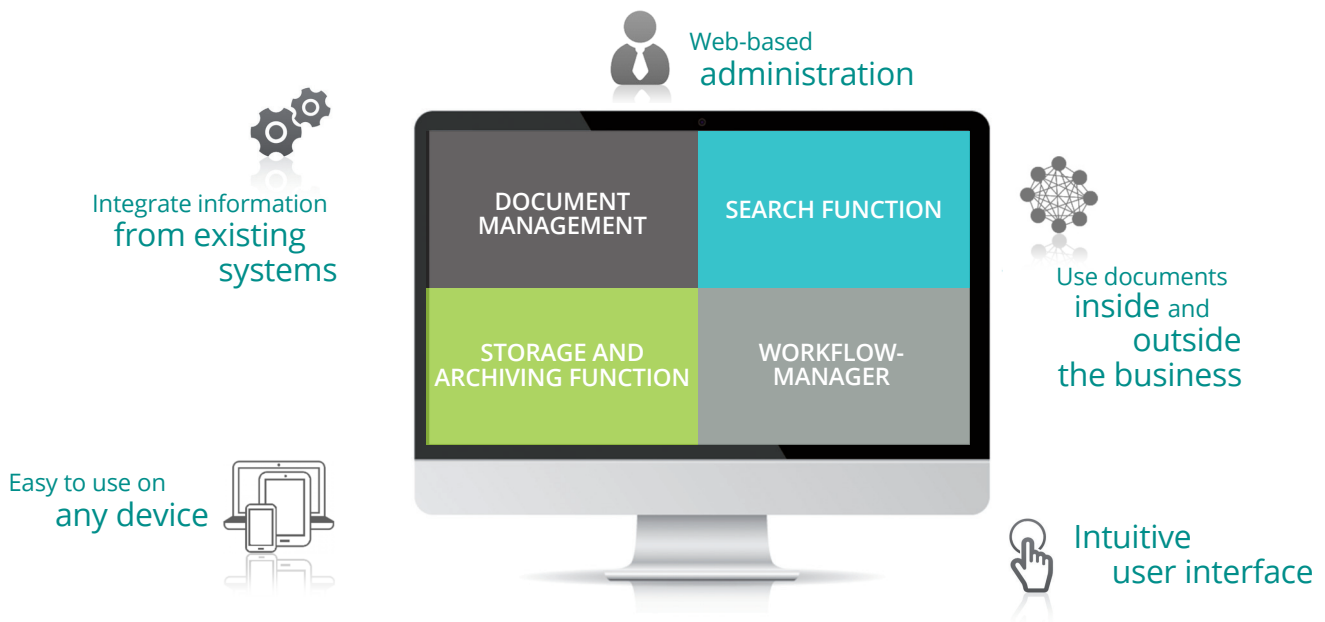 Web-based
administration
Integrate information
from existing
systems
DOCUMENT
MANAGEMENT
SEARCH FUNCTION
Use documents
inside and
outside
the business
STORAGE AND
ARCHIVING FUNCTION
WORKFLOW-
MANAGER
Easy to use on
any device
Intuitive
user interface